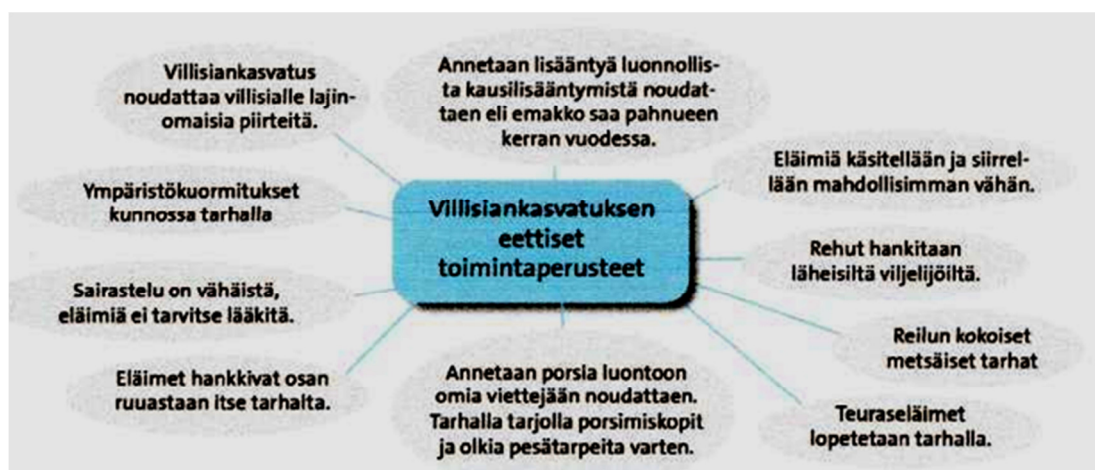 Villisiankasvatus
noudattaa villisialle lajin-
omaisia piirteitä.
Annetaan lisääntyä luonnollis-
ta kausilisääntymistä noudat-
taen eli emakko saa pahnueen
kerran vuodessa.
Eläimiä käsitellään ja siirrel-
lään mahdollisimman vähän.
Ympäristökuormitukset
kunnossa tarhalla
Villisiankasvatuksen
eettiset
toimintaperusteet
Rehut hankitaan
läheisiltä viljelijöiltä.
Sairastelu on vähäistä,
eläimiä ei tarvitse lääkitä.
Reilun kokoiset
metsäiset tarhat
Eläimet hankkivat osan
ruuastaan itse tarhalta.
Annetaan porsia luontoon
omia viettejään noudattaen.
Tarhalla tarjolla porsimiskopit
ja olkia pesätarpeita varten.
Teuraseläimet
lopetetaan tarhalla.